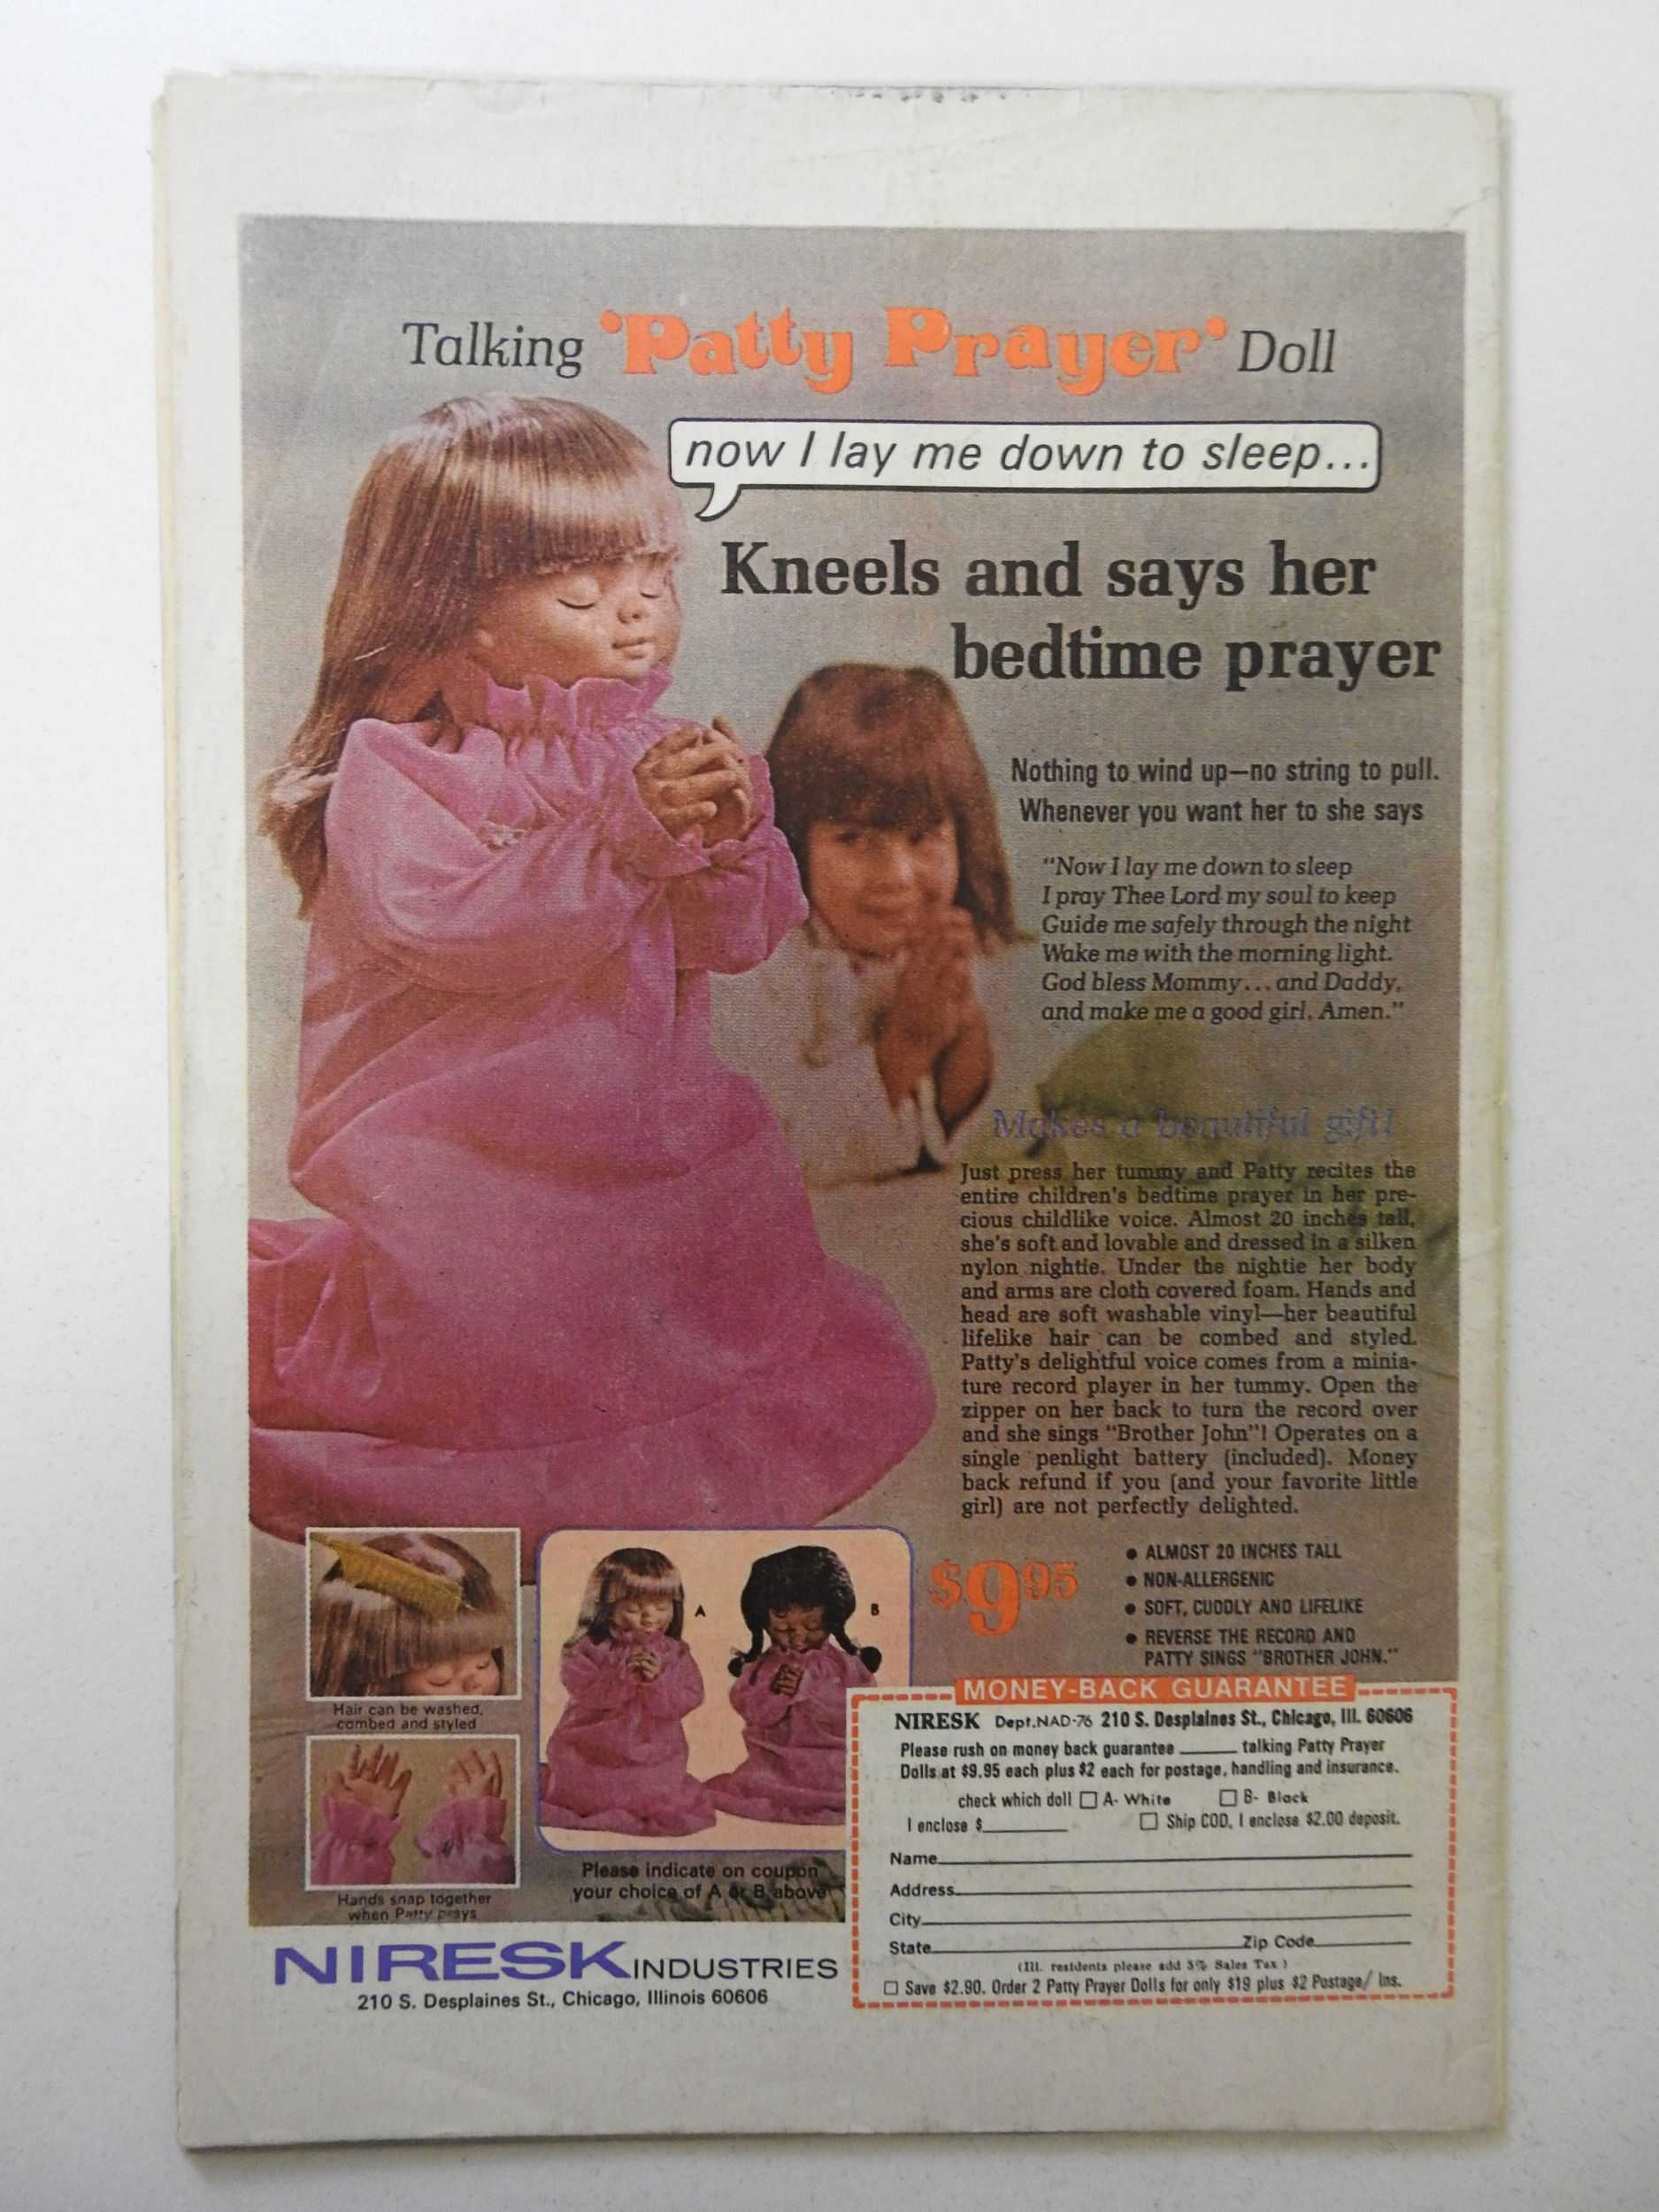 Talking 'Patty Prayer' Doll
now I lay me down to sleep...
Kneels and says her
bedtime prayer
Nothing to wind up—no string to pull.
Whenever you want her to she says
"Now I lay me down to sleep
I pray Thee Lord my soul to keep
Guide me safely through the night
Wake me with the morning light.
God bless Mommy...and Daddy,
and make me a good girl. Amen."
Makes a beautiful gift!
Just press her tummy and Patty recites the
entire children's bedtime prayer in her pre-
cious childlike voice. Almost 20 inches tall,
she's soft and lovable and dressed in a silken
nylon nightie. Under the nightie her body
and arms are cloth covered foam. Hands and
head are soft washable vinyl—her beautiful
lifelike hair can be combed and styled.
Patty's delightful voice comes from a minia-
ture record player in her tummy. Open the
zipper on her back to turn the record over
and she sings "Brother John"! Operates on a
single penlight battery (included). Money
back refund if you (and your favorite little
girl) are not perfectly delighted.
$9.95
• ALMOST 20 INCHES TALL
• NON-ALLERGENIC
• SOFT, CUDDLY AND LIFELIKE
• REVERSE THE RECORD AND
PATTY SINGS "BROTHER JOHN."
Hair can be washed,
combed and styled
Hands snap together
when Patty prays
A
B
Please indicate on coupon
your choice of A or B above
NIRESK INDUSTRIES
210 S. Desplaines St., Chicago, Illinois 60606
MONEY-BACK GUARANTEE
NIRESK Dept.NAD-76 210 S. Desplaines St., Chicago, Ill. 60606
Please rush on money back guarantee ______ talking Patty Prayer
Dolls at $9.95 each plus $2 each for postage, handling and insurance.
check which doll ☐ A- White ☐ B- Black
I enclose $________ ☐ Ship COD, I enclose $2.00 deposit.
Name
Address
City
State Zip Code
(Ill. residents please add 5% Sales Tax)
☐ Save $2.90. Order 2 Patty Prayer Dolls for only $19 plus $2 Postage/ Ins.